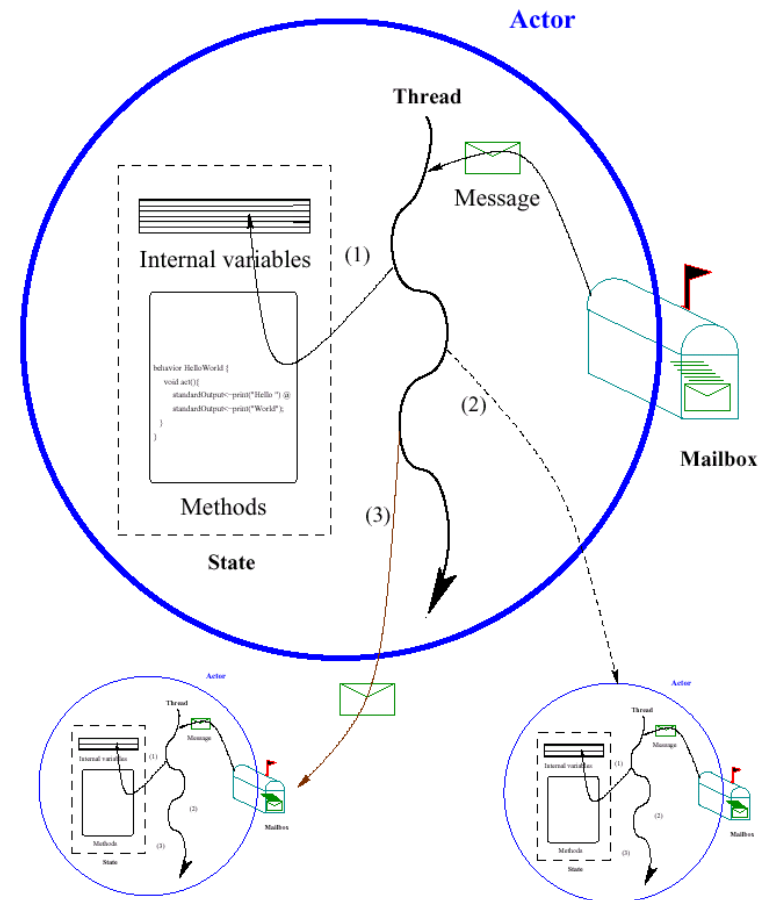 Actor
Thread
Message
Internal variables
(1)
behavior HelloWorld {
void act(){
standardOutput<-print("Hello ") @
standardOutput<-print("World");
}
}
(2)
Mailbox
Methods
(3)
State
Actor
Thread
Message
Internal variables
(1)
(2)
Mailbox
(3)
Methods
State
Actor
Thread
Message
Internal variables
(1)
(2)
Mailbox
(3)
Methods
State